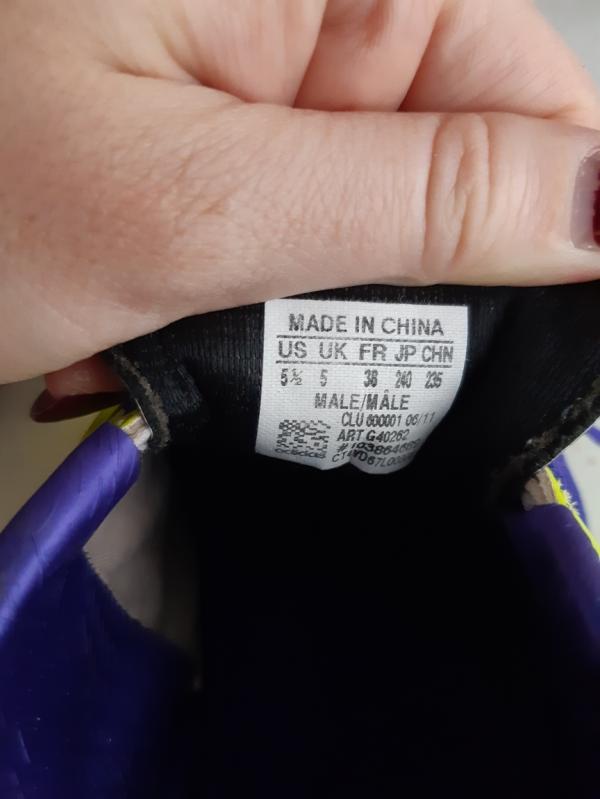 MADE IN CHINA
US UK FR JP CHN
5½ 5 38 240 235
MALE/MÂLE
CLU 600001 06/11
ART G40262
adidas